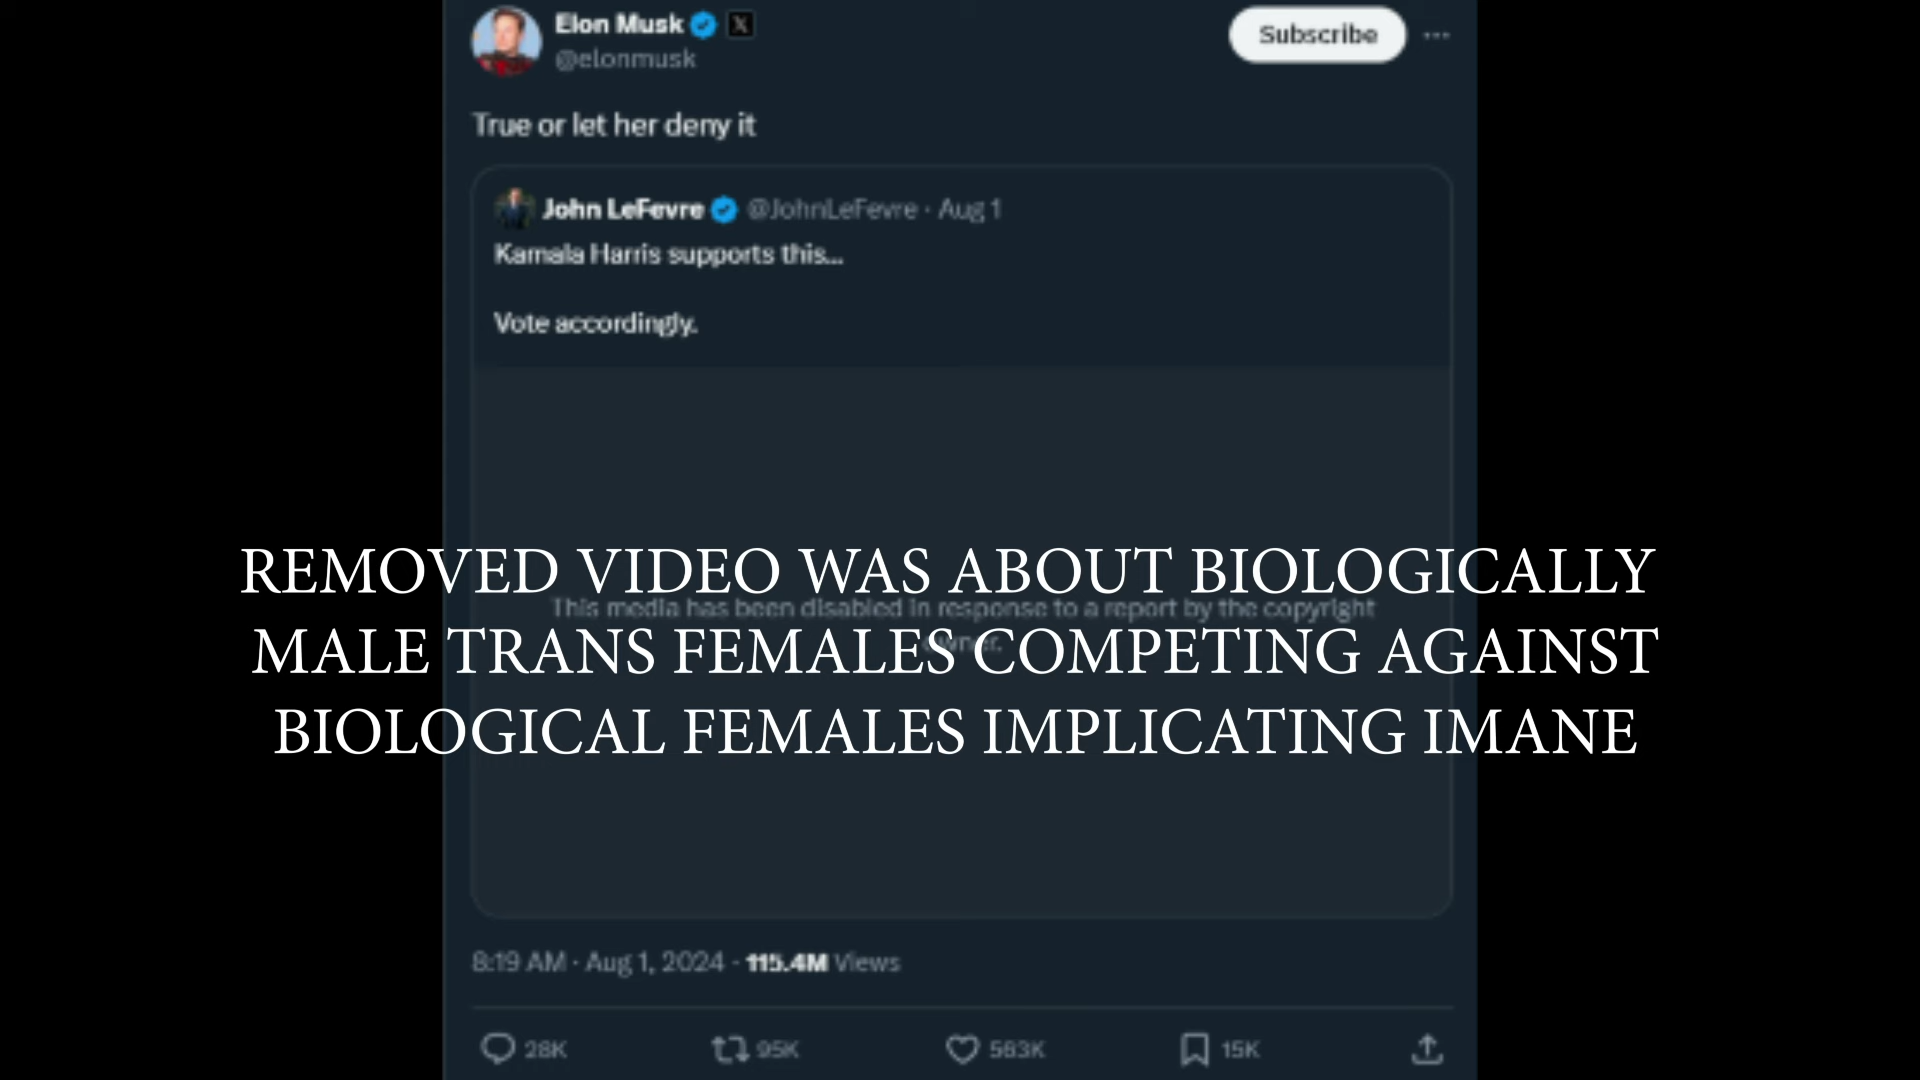 Elon Musk X
@elonmusk
Subscribe
True or let her deny it
John LeFevre @JohnLeFevre · Aug 1
Kamala Harris supports this...
Vote accordingly.
REMOVED VIDEO WAS ABOUT BIOLOGICALLY
This media has been disabled in response to a report by the copyright
owner.
MALE TRANS FEMALES COMPETING AGAINST
BIOLOGICAL FEMALES IMPLICATING IMANE
8:19 AM · Aug 1, 2024 · 115.4M Views
28K 95K 563K 15K